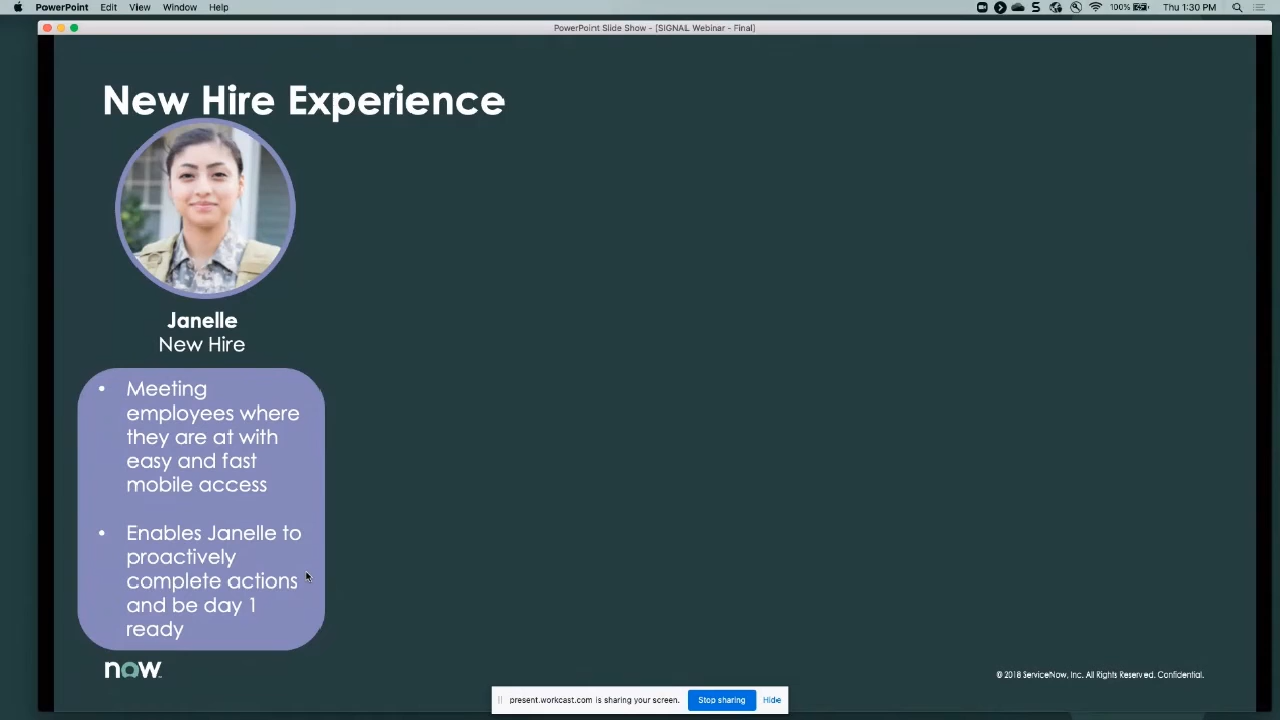 PowerPoint Edit View Window Help
100% Thu 1:30 PM
PowerPoint Slide Show - [SIGNAL Webinar - Final]
New Hire Experience
Janelle
New Hire
• Meeting
employees where
they are at with
easy and fast
mobile access
• Enables Janelle to
proactively
complete actions
and be day 1
ready
now
© 2018 ServiceNow, Inc. All Rights Reserved. Confidential.
present.workcast.com is sharing your screen. Stop sharing Hide